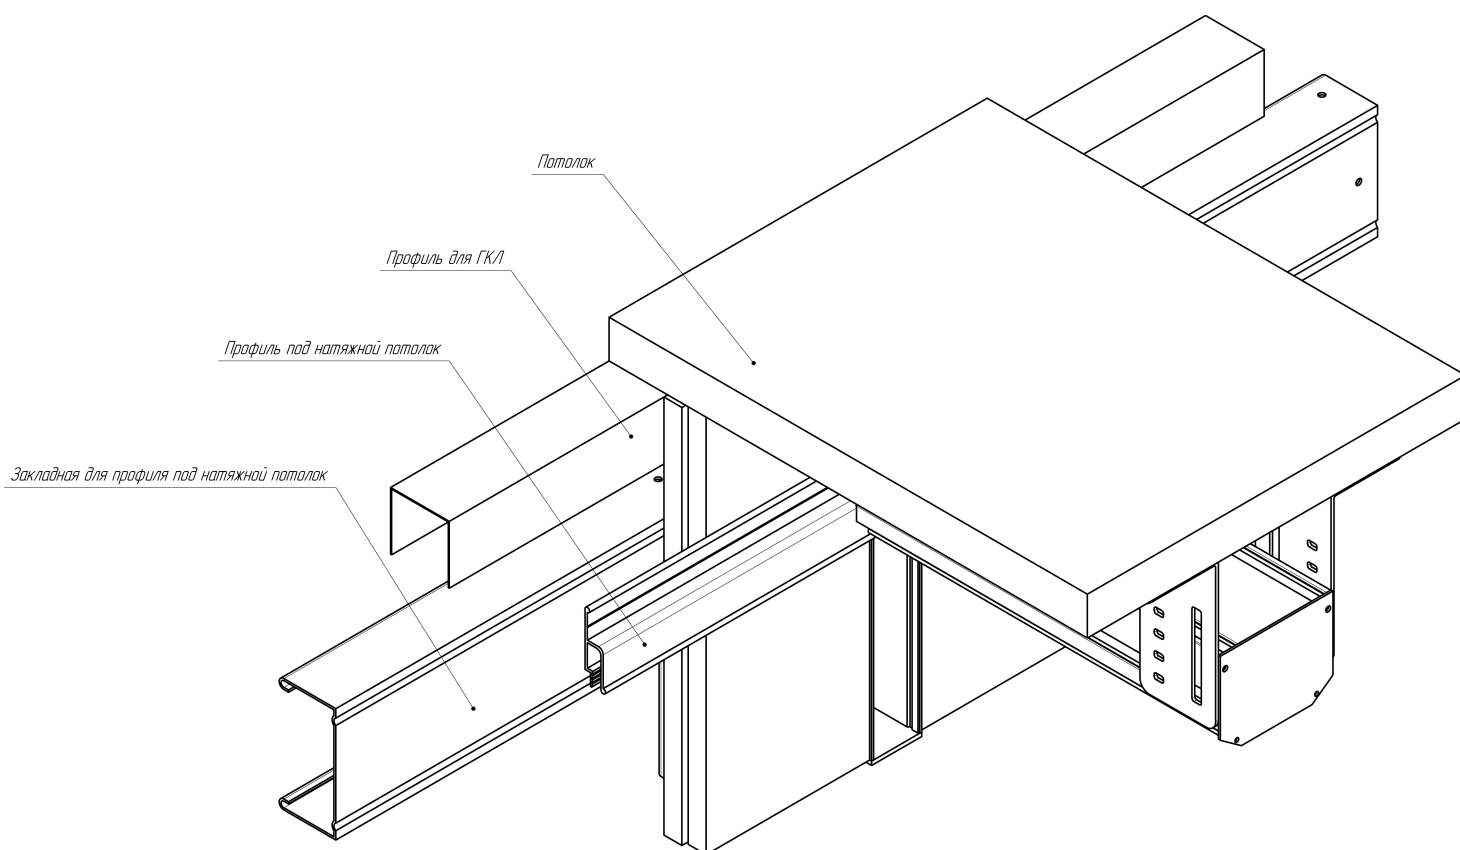 Потолок
Профиль для ГКЛ
Профиль под натяжной потолок
Закладная для профиля под натяжной потолок